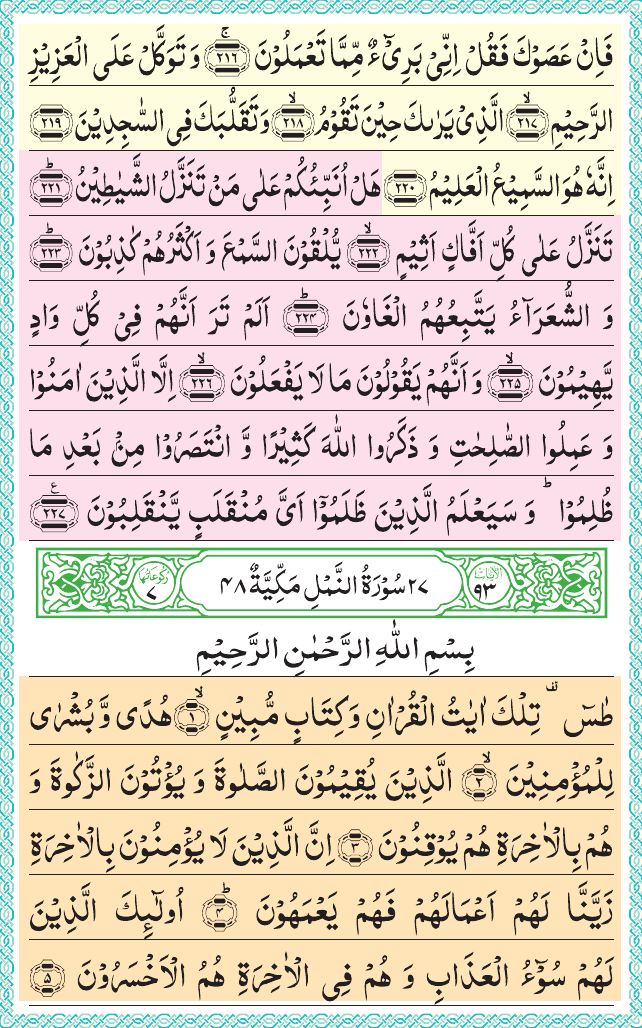 فَاِنۡ عَصَوۡكَ فَقُلۡ اِنِّىۡ بَرِىۡٓءٌ مِّمَّا تَعۡمَلُوۡنَ ۚ‏﴿۲۱۶﴾ وَتَوَكَّلۡ عَلَى الۡعَزِيۡزِ
الرَّحِيۡمِۙ‏﴿۲۱۷﴾ الَّذِىۡ يَرٰٮكَ حِيۡنَ تَقُوۡمُۙ‏﴿۲۱۸﴾ وَتَقَلُّبَكَ فِى السّٰجِدِيۡنَ‏﴿۲۱۹﴾
اِنَّهٗ هُوَ السَّمِيۡعُ الۡعَلِيۡمُ‏﴿۲۲۰﴾ هَلۡ اُنَبِّئُكُمۡ عَلٰى مَنۡ تَنَزَّلُ الشَّيٰطِيۡنُؕ‏﴿۲۲۱﴾
تَنَزَّلُ عَلٰى كُلِّ اَفَّاكٍ اَثِيۡمٍۙ‏﴿۲۲۲﴾ يُّلۡقُوۡنَ السَّمۡعَ وَاَكۡثَرُهُمۡ كٰذِبُوۡنَؕ‏﴿۲۲۳﴾
وَالشُّعَرَآءُ يَتَّبِعُهُمُ الۡغَاوٗنَؕ‏﴿۲۲۴﴾ اَلَمۡ تَرَ اَنَّهُمۡ فِىۡ كُلِّ وَادٍ
يَّهِيۡمُوۡنَۙ‏﴿۲۲۵﴾ وَاَنَّهُمۡ يَقُوۡلُوۡنَ مَا لَا يَفۡعَلُوۡنَۙ‏﴿۲۲۶﴾ اِلَّا الَّذِيۡنَ اٰمَنُوۡا
وَعَمِلُوا الصّٰلِحٰتِ وَذَكَرُوا اللّٰهَ كَثِيۡرًا وَّانۡتَصَرُوۡا مِنۡۢ بَعۡدِ مَا
ظُلِمُوۡا ؕ وَسَيَعۡلَمُ الَّذِيۡنَ ظَلَمُوۡۤا اَىَّ مُنۡقَلَبٍ يَّنۡقَلِبُوۡنَ‏﴿۲۲۷﴾ ع
الآیات ۹۳ ۲۷ سُوۡرَةُ النَّمۡلِ مَكِّيَّةٌ ۴۸ رکوعاتها ۷
بِسۡمِ اللّٰهِ الرَّحۡمٰنِ الرَّحِيۡمِ
طٰسٓ تِلۡكَ اٰيٰتُ الۡقُرۡاٰنِ وَكِتَابٍ مُّبِيۡنٍۙ‏﴿۱﴾ هُدًى وَّبُشۡرٰى
لِلۡمُؤۡمِنِيۡنَۙ‏﴿۲﴾ الَّذِيۡنَ يُقِيۡمُوۡنَ الصَّلٰوةَ وَيُؤۡتُوۡنَ الزَّكٰوةَ وَ
هُمۡ بِالۡاٰخِرَةِ هُمۡ يُوۡقِنُوۡنَ‏﴿۳﴾ اِنَّ الَّذِيۡنَ لَا يُؤۡمِنُوۡنَ بِالۡاٰخِرَةِ
زَيَّنَّا لَهُمۡ اَعۡمَالَهُمۡ فَهُمۡ يَعۡمَهُوۡنَؕ‏﴿۴﴾ اُولٰٓٮِٕكَ الَّذِيۡنَ
لَهُمۡ سُوۡٓءُ الۡعَذَابِ وَهُمۡ فِى الۡاٰخِرَةِ هُمُ الۡاَخۡسَرُوۡنَ‏﴿۵﴾